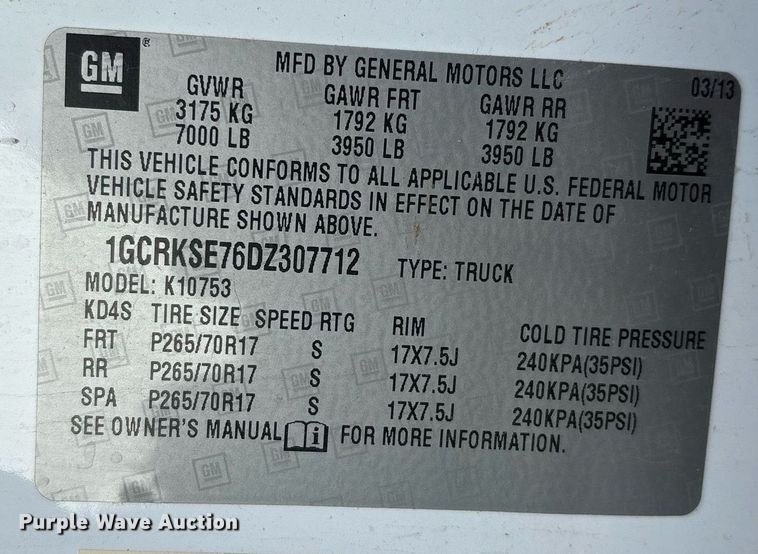 GM ®
MFD BY GENERAL MOTORS LLC
03/13
GVWR GAWR FRT GAWR RR
3175 KG 1792 KG 1792 KG
7000 LB 3950 LB 3950 LB
THIS VEHICLE CONFORMS TO ALL APPLICABLE U.S. FEDERAL MOTOR
VEHICLE SAFETY STANDARDS IN EFFECT ON THE DATE OF
MANUFACTURE SHOWN ABOVE.
1GCRKSE76DZ307712 TYPE: TRUCK
MODEL: K10753
KD4S TIRE SIZE SPEED RTG RIM COLD TIRE PRESSURE
FRT P265/70R17 S 17X7.5J 240KPA(35PSI)
RR P265/70R17 S 17X7.5J 240KPA(35PSI)
SPA P265/70R17 S 17X7.5J 240KPA(35PSI)
SEE OWNER'S MANUAL i FOR MORE INFORMATION.
Purple Wave Auction